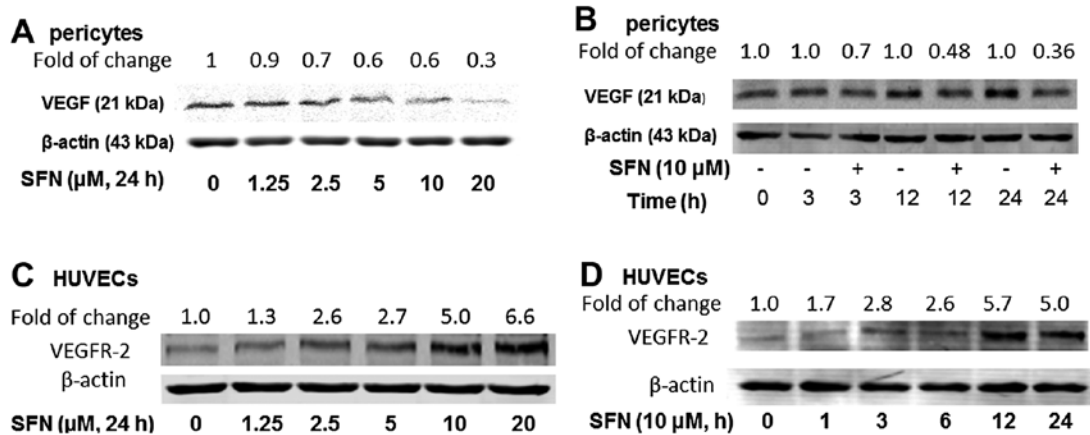 A pericytes
Fold of change 1 0.9 0.7 0.6 0.6 0.3
VEGF (21 kDa)
β-actin (43 kDa)
SFN (μM, 24 h) 0 1.25 2.5 5 10 20
B pericytes
Fold of change 1.0 1.0 0.7 1.0 0.48 1.0 0.36
VEGF (21 kDa)
β-actin (43 kDa)
SFN (10 μM) - - + - + - +
Time (h) 0 3 3 12 12 24 24
C HUVECs
Fold of change 1.0 1.3 2.6 2.7 5.0 6.6
VEGFR-2
β-actin
SFN (μM, 24 h) 0 1.25 2.5 5 10 20
D HUVECs
Fold of change 1.0 1.7 2.8 2.6 5.7 5.0
VEGFR-2
β-actin
SFN (10 μM, h) 0 1 3 6 12 24